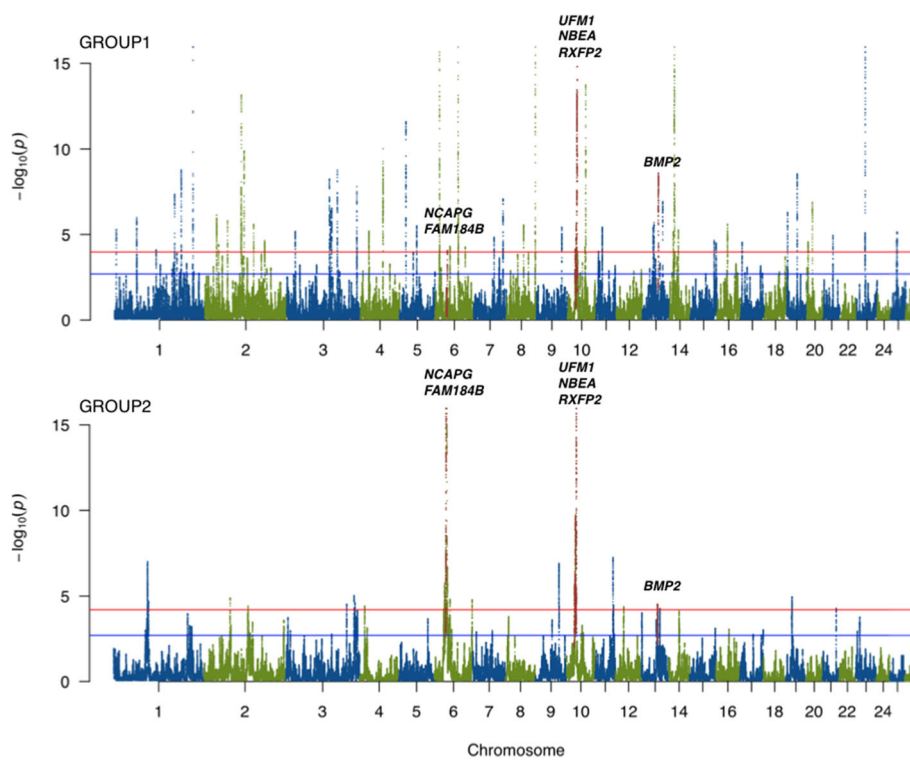 UFM1
NBEA
RXFP2
GROUP1
15
10
5
0
−log10(p)
BMP2
NCAPG
FAM184B
1 2 3 4 5 6 7 8 9 10 12 14 16 18 20 22 24
NCAPG
FAM184B
UFM1
NBEA
RXFP2
GROUP2
15
10
5
0
−log10(p)
BMP2
1 2 3 4 5 6 7 8 9 10 12 14 16 18 20 22 24
Chromosome